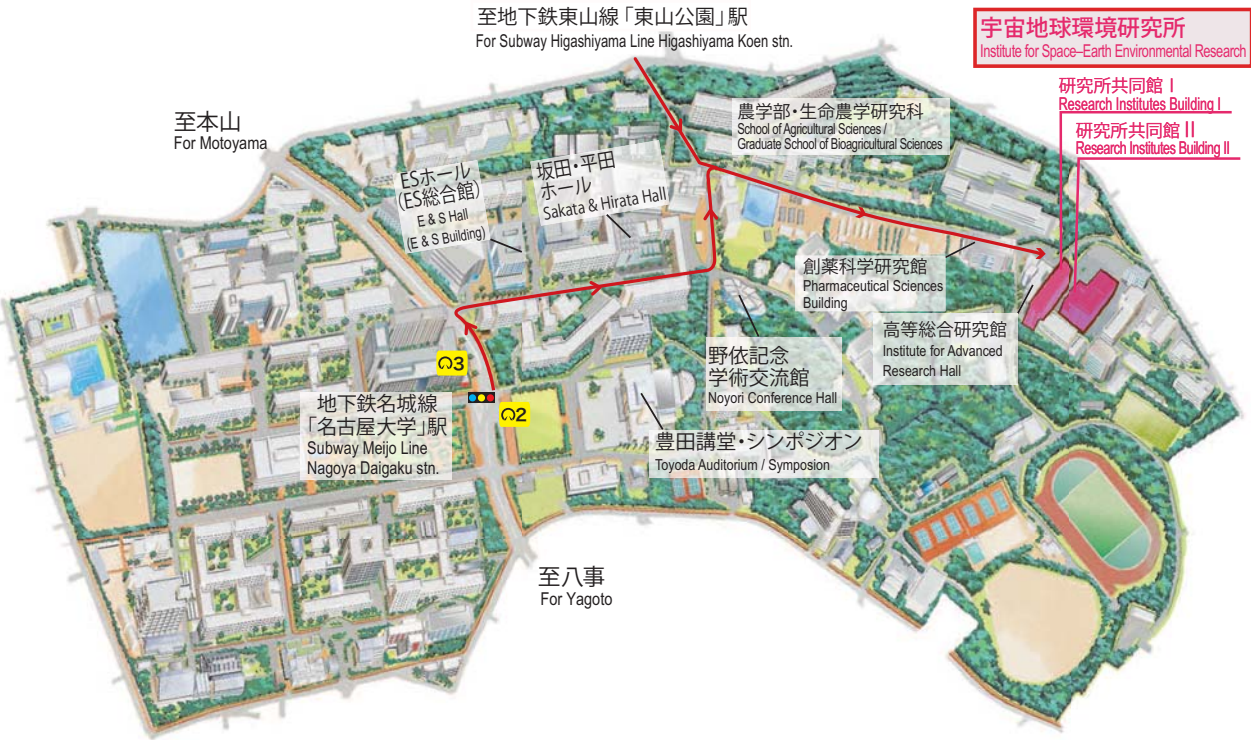 至地下鉄東山線「東山公園」駅
For Subway Higashiyama Line Higashiyama Koen stn.
宇宙地球環境研究所
Institute for Space–Earth Environmental Research
研究所共同館 I
Research Institutes Building I
研究所共同館 II
Research Institutes Building II
至本山
For Motoyama
農学部・生命農学研究科
School of Agricultural Sciences /
Graduate School of Bioagricultural Sciences
ESホール
(ES総合館)
E & S Hall
(E & S Building)
坂田・平田
ホール
Sakata & Hirata Hall
創薬科学研究館
Pharmaceutical Sciences
Building
高等総合研究館
Institute for Advanced
Research Hall
野依記念
学術交流館
Noyori Conference Hall
3
2
地下鉄名城線
「名古屋大学」駅
Subway Meijo Line
Nagoya Daigaku stn.
豊田講堂・シンポジオン
Toyoda Auditorium / Symposion
至八事
For Yagoto